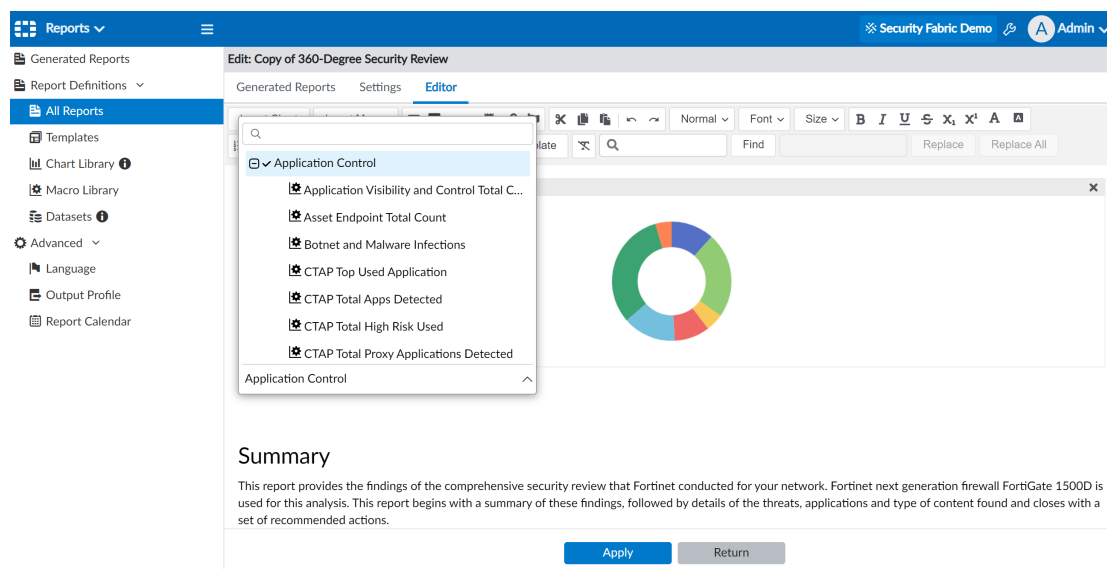 Reports
Security Fabric Demo
A Admin
Generated Reports
Report Definitions
All Reports
Templates
Chart Library
Macro Library
Datasets
Advanced
Language
Output Profile
Report Calendar
Edit: Copy of 360-Degree Security Review
Generated Reports Settings Editor
Normal Font Size B I U S X₁ X¹ A A
Find Replace Replace All
Application Control
Application Visibility and Control Total C...
Asset Endpoint Total Count
Botnet and Malware Infections
CTAP Top Used Application
CTAP Total Apps Detected
CTAP Total High Risk Used
CTAP Total Proxy Applications Detected
Application Control
Summary
This report provides the findings of the comprehensive security review that Fortinet conducted for your network. Fortinet next generation firewall FortiGate 1500D is
used for this analysis. This report begins with a summary of these findings, followed by details of the threats, applications and type of content found and closes with a
set of recommended actions.
Apply Return